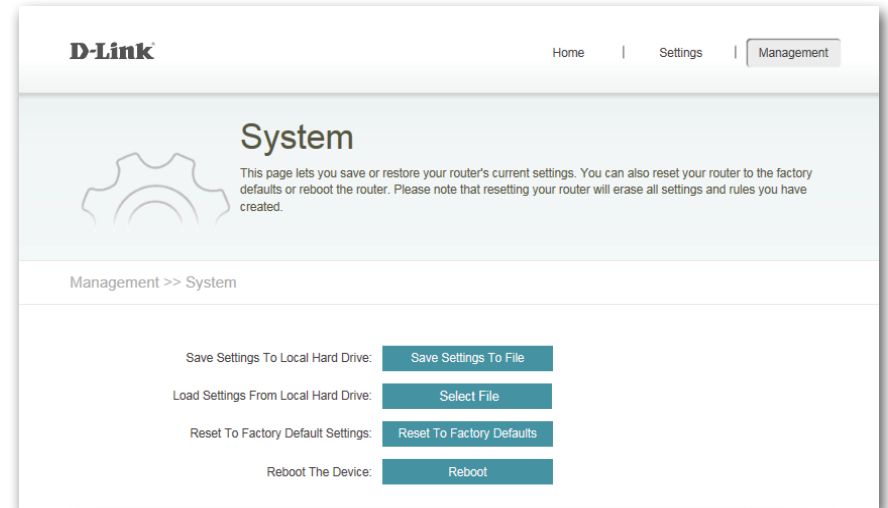 D-Link
Home | Settings | Management
System
This page lets you save or restore your router's current settings. You can also reset your router to the factory
defaults or reboot the router. Please note that resetting your router will erase all settings and rules you have
created.
Management >> System
Save Settings To Local Hard Drive: Save Settings To File
Load Settings From Local Hard Drive: Select File
Reset To Factory Default Settings: Reset To Factory Defaults
Reboot The Device: Reboot